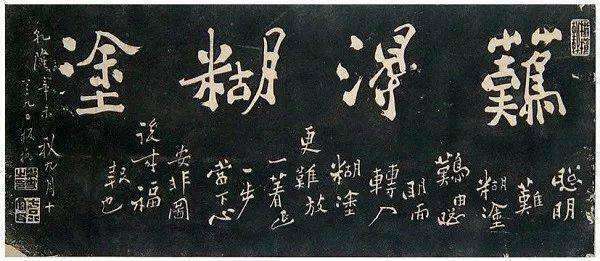 難得糊塗
聰明
難
糊塗
難由聰
明而
轉入
糊塗
更難放
一著退
一步
當下心
安非圖
後來福
報也
乾隆辛未秋九月十
有九日板橋